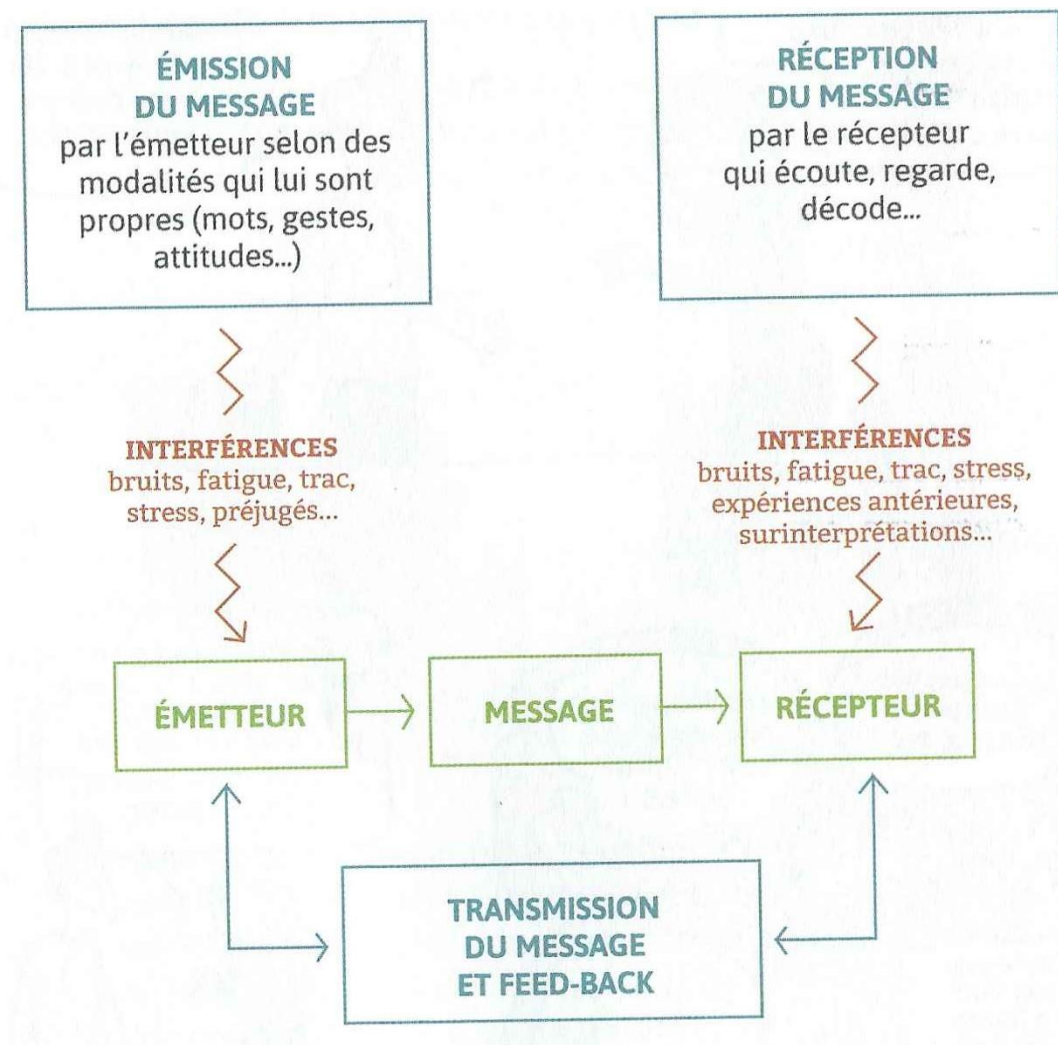 ÉMISSION
DU MESSAGE
par l'émetteur selon des
modalités qui lui sont
propres (mots, gestes,
attitudes...)
RÉCEPTION
DU MESSAGE
par le récepteur
qui écoute, regarde,
décode...
INTERFÉRENCES
bruits, fatigue, trac,
stress, préjugés...
INTERFÉRENCES
bruits, fatigue, trac, stress,
expériences antérieures,
surinterprétations...
ÉMETTEUR
MESSAGE
RÉCEPTEUR
TRANSMISSION
DU MESSAGE
ET FEED-BACK